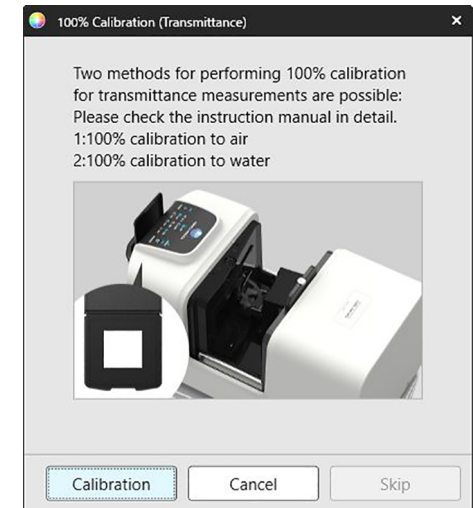 100% Calibration (Transmittance)
Two methods for performing 100% calibration
for transmittance measurements are possible:
Please check the instruction manual in detail.
1:100% calibration to air
2:100% calibration to water
Calibration
Cancel
Skip